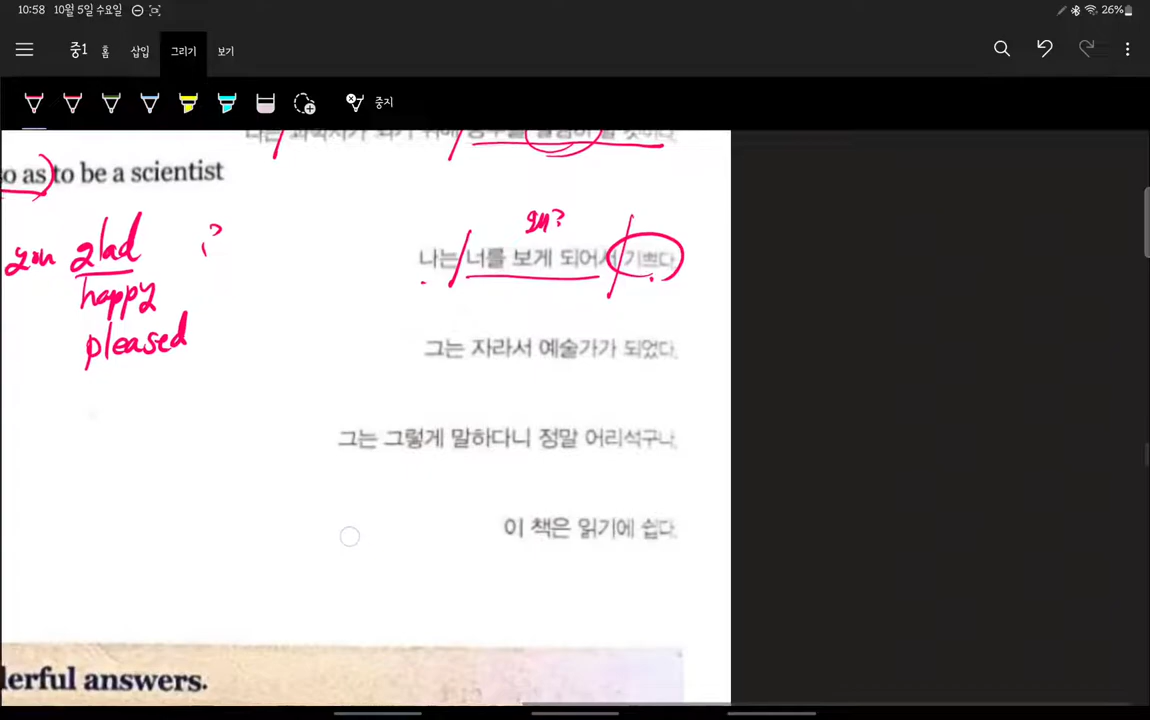 10:58 10월 5일 수요일 26%
중1 홈 삽입 그리기 보기
중지
so as) to be a scientist
you glad 나는 너를 보게 되어서 기쁘다.
happy
pleased
그는 자라서 예술가가 되었다.
그는 그렇게 말하다니 정말 어리석구나.
이 책은 읽기에 쉽다.
derful answers.